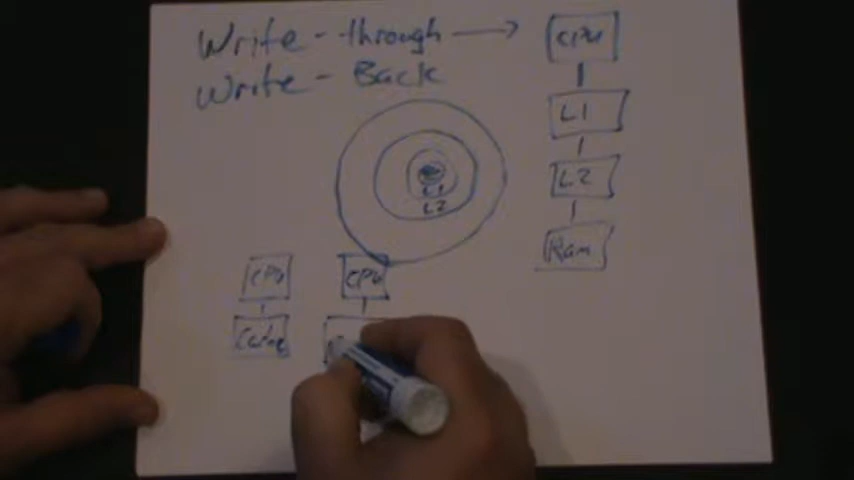 Write - through
Write - Back
CPU
L1
L2
Ram
L1
L2
CPU
Cache
CPU